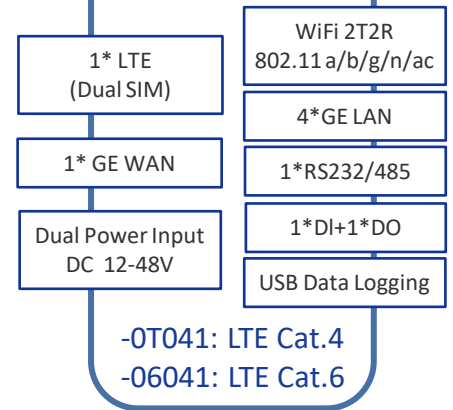 1* LTE
(Dual SIM)
1* GE WAN
Dual Power Input
DC 12-48V
WiFi 2T2R
802.11 a/b/g/n/ac
4*GE LAN
1*RS232/485
1*DI+1*DO
USB Data Logging
-0T041: LTE Cat.4
-06041: LTE Cat.6